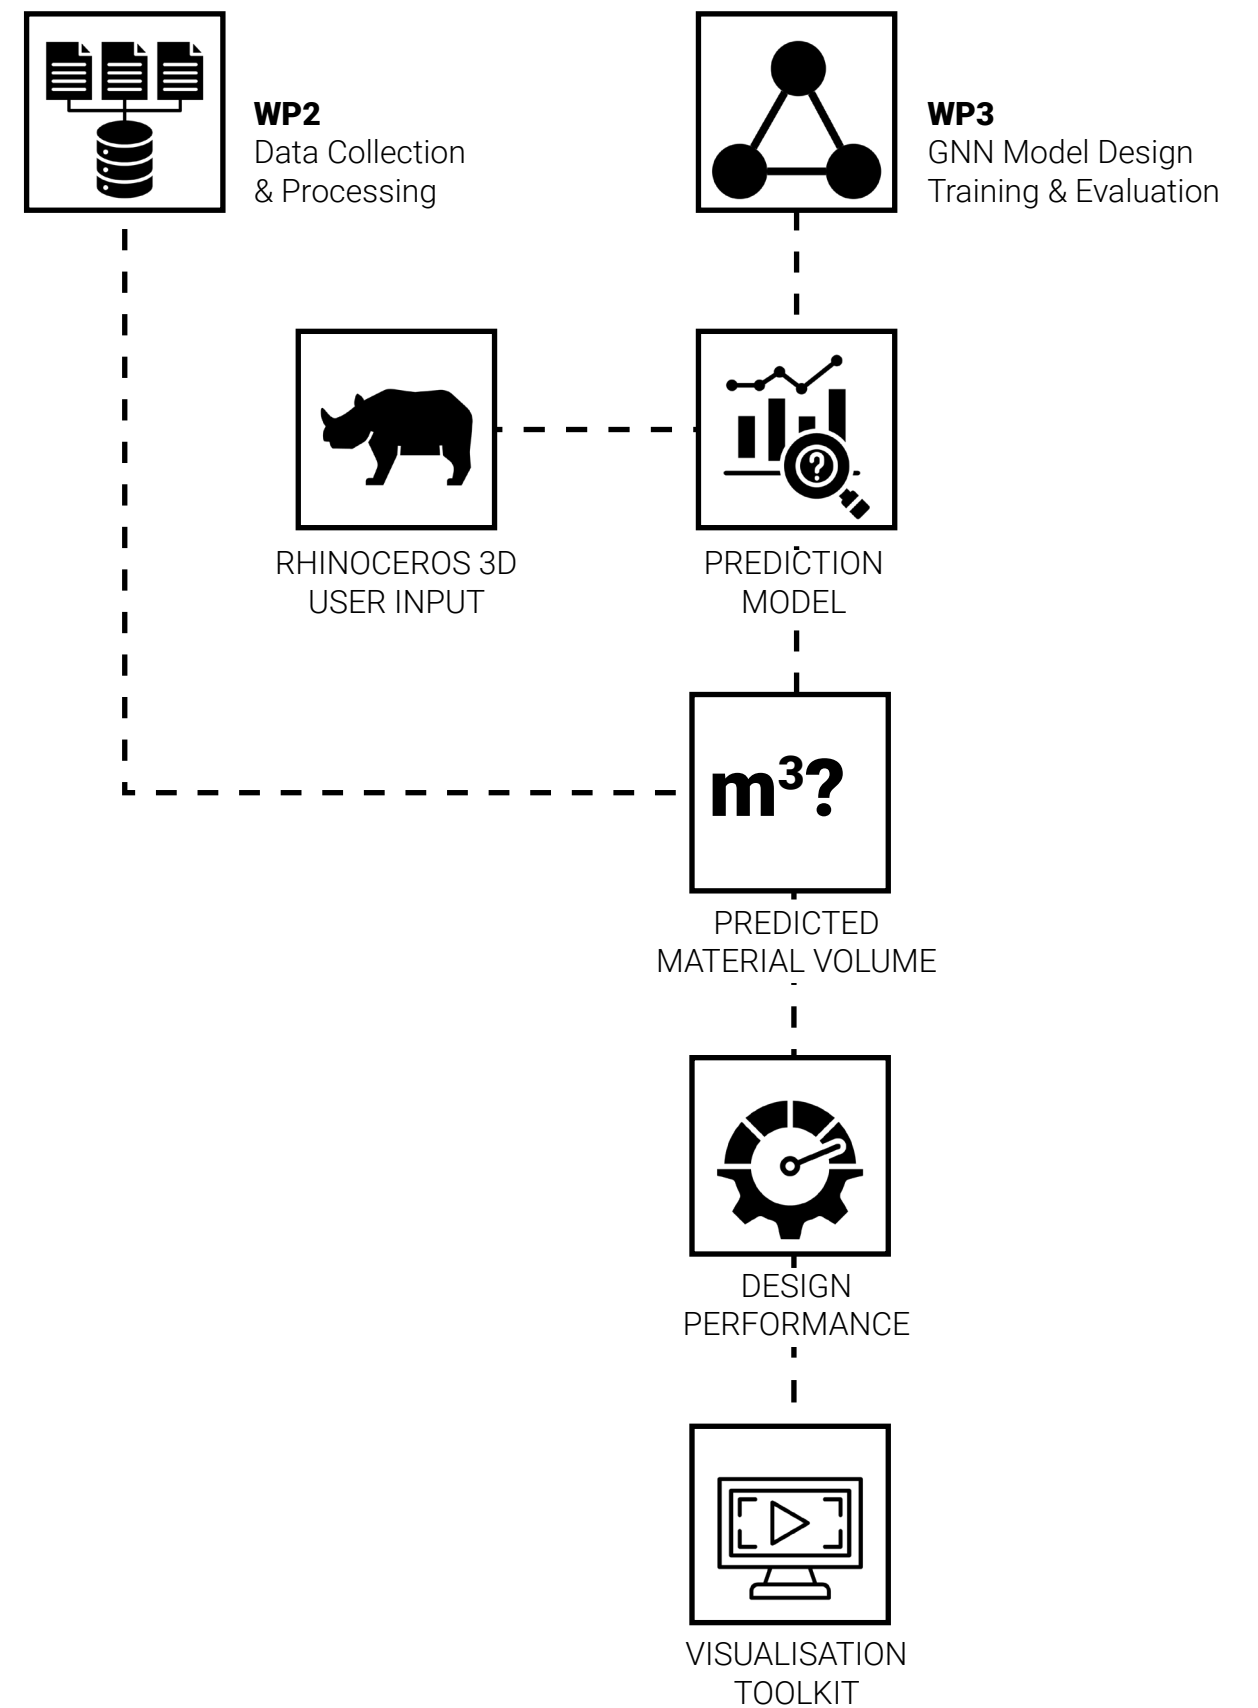 WP2
Data Collection
& Processing
WP3
GNN Model Design
Training & Evaluation
?
RHINOCEROS 3D
USER INPUT
PREDICTION
MODEL
m³?
PREDICTED
MATERIAL VOLUME
DESIGN
PERFORMANCE
VISUALISATION
TOOLKIT